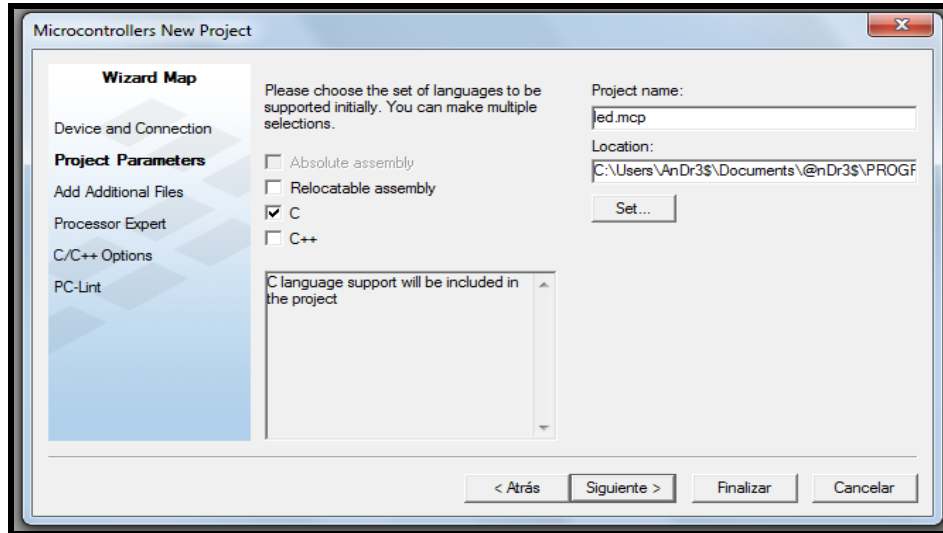 Microcontrollers New Project
Wizard Map
Device and Connection
Project Parameters
Add Additional Files
Processor Expert
C/C++ Options
PC-Lint
Please choose the set of languages to be
supported initially. You can make multiple
selections.
Absolute assembly
Relocatable assembly
C
C++
C language support will be included in
the project
Project name:
led.mcp
Location:
C:\Users\AnDr3$\Documents\@nDr3$\PROGF
Set...
< Atrás
Siguiente >
Finalizar
Cancelar